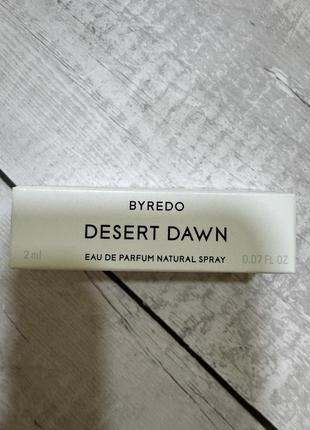 BYREDO
DESERT DAWN
2 ml EAU DE PARFUM NATURAL SPRAY 0.07 FL OZ